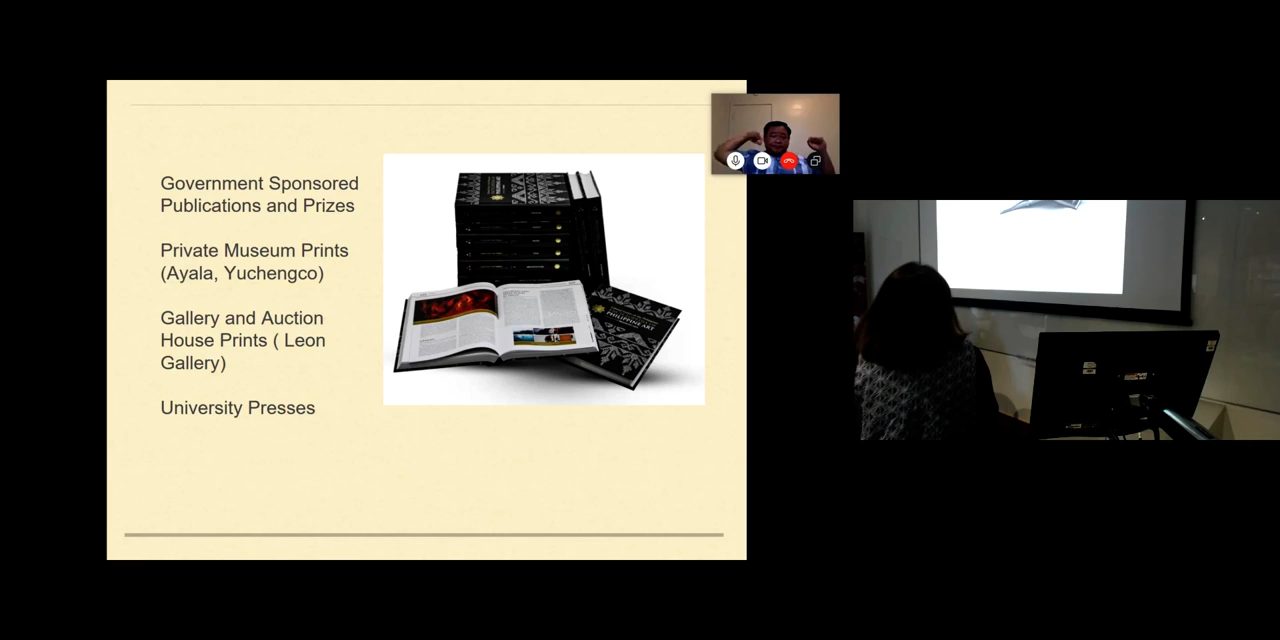 Government Sponsored
Publications and Prizes
Private Museum Prints
(Ayala, Yuchengco)
Gallery and Auction
House Prints ( Leon
Gallery)
University Presses
PHILIPPINE ART